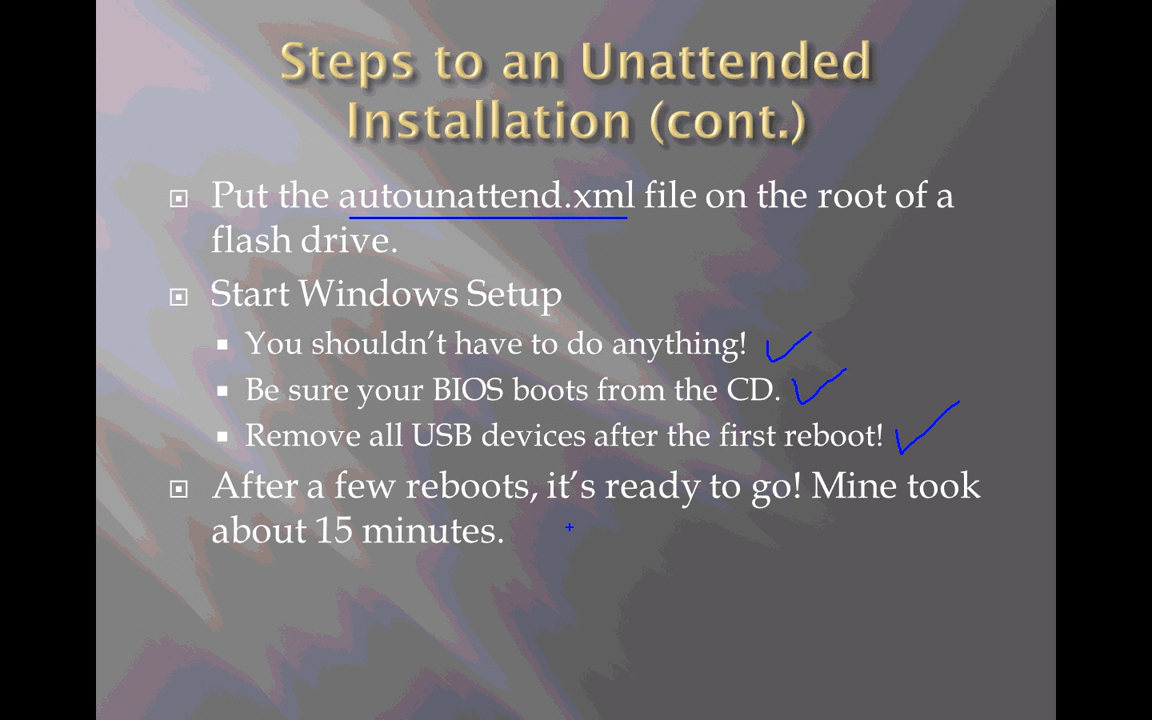 Steps to an Unattended
Installation (cont.)
Put the autounattend.xml file on the root of a
flash drive.
Start Windows Setup
You shouldn't have to do anything!
Be sure your BIOS boots from the CD.
Remove all USB devices after the first reboot!
After a few reboots, it's ready to go! Mine took
about 15 minutes.